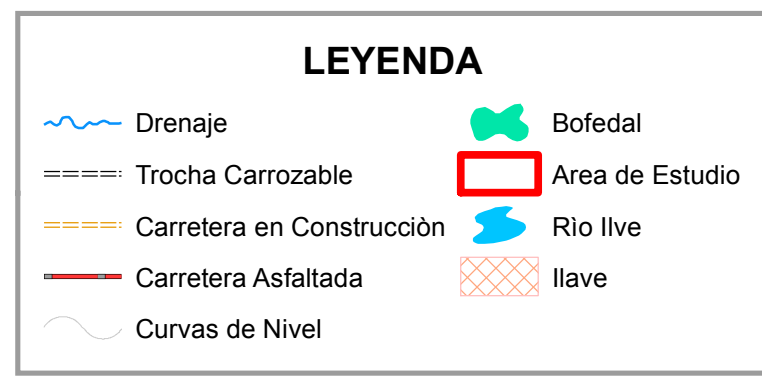 LEYENDA
Drenaje
Trocha Carrozable
Carretera en Construcciòn
Carretera Asfaltada
Curvas de Nivel
Bofedal
Area de Estudio
Rìo Ilve
Ilave